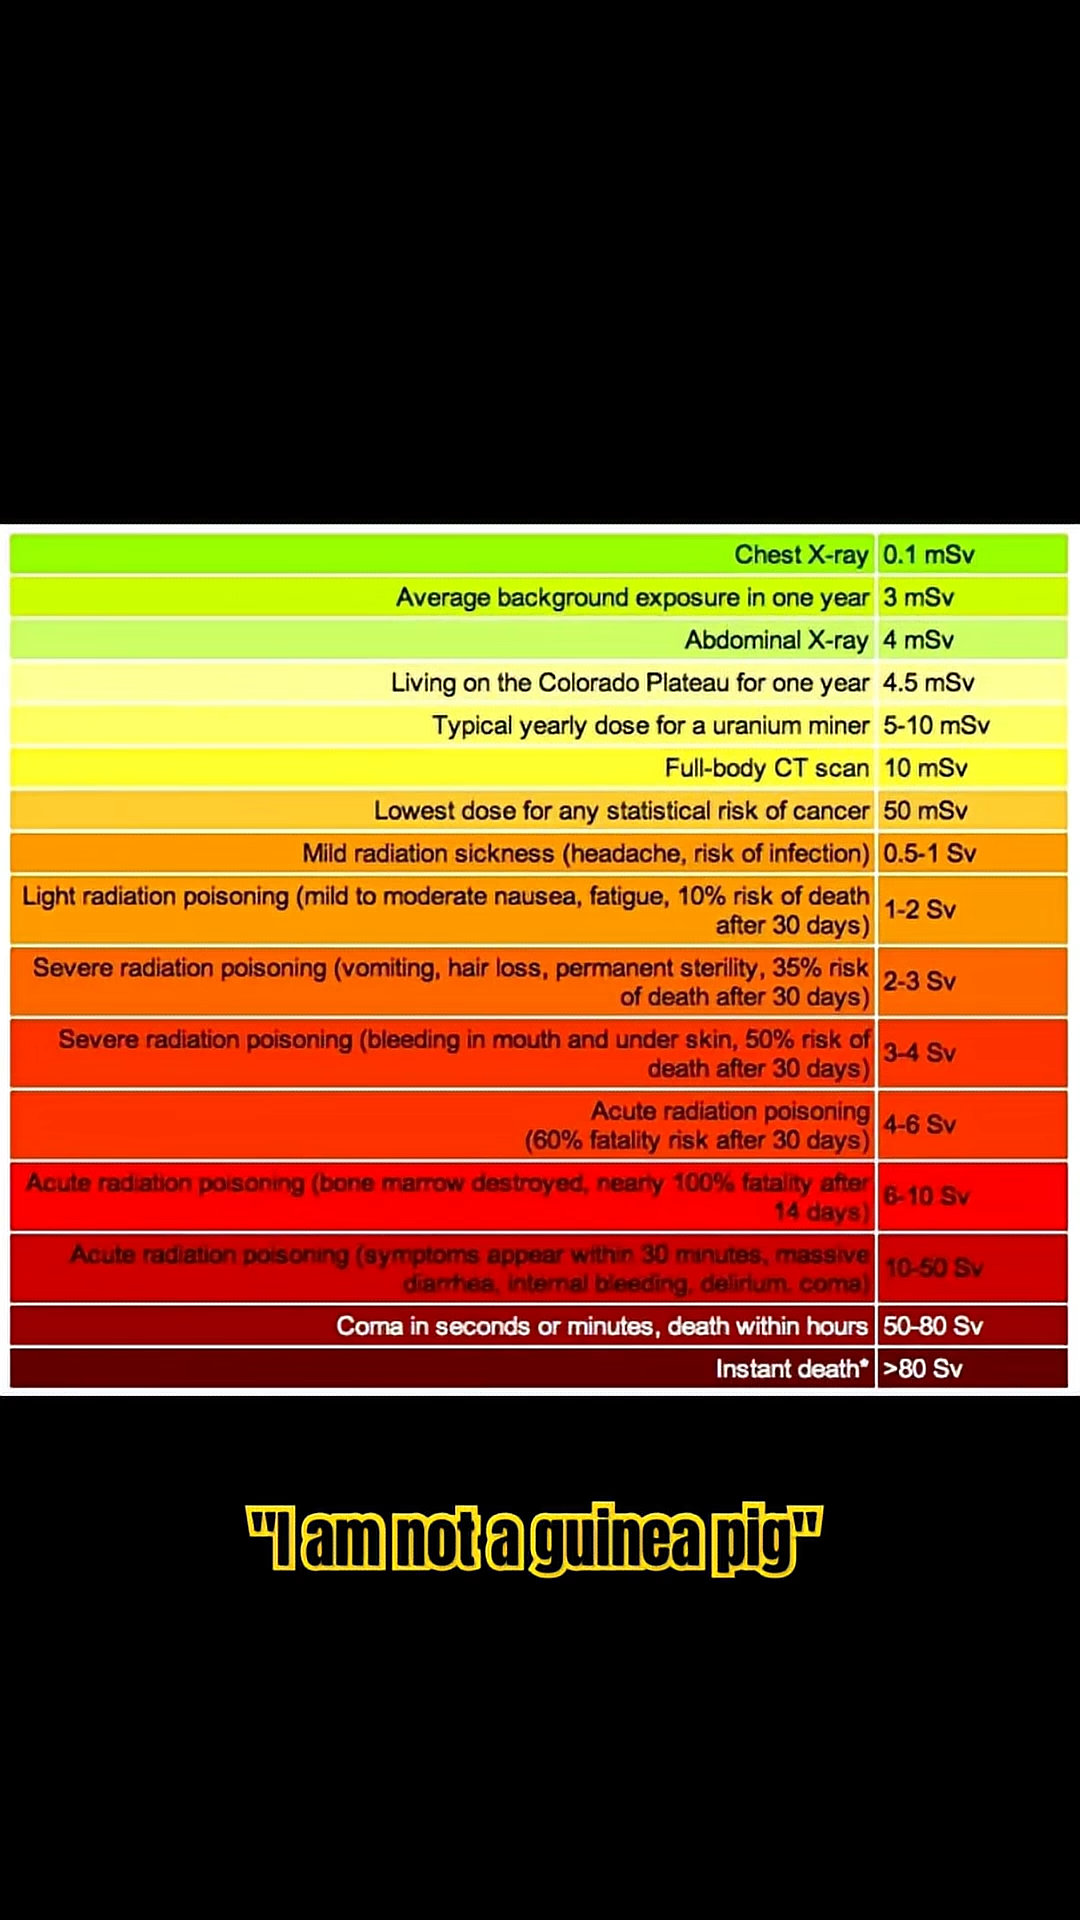 Chest X-ray 0.1 mSv
Average background exposure in one year 3 mSv
Abdominal X-ray 4 mSv
Living on the Colorado Plateau for one year 4.5 mSv
Typical yearly dose for a uranium miner 5-10 mSv
Full-body CT scan 10 mSv
Lowest dose for any statistical risk of cancer 50 mSv
Mild radiation sickness (headache, risk of infection) 0.5-1 Sv
Light radiation poisoning (mild to moderate nausea, fatigue, 10% risk of death
after 30 days)
1-2 Sv
Severe radiation poisoning (vomiting, hair loss, permanent sterility, 35% risk
of death after 30 days)
2-3 Sv
Severe radiation poisoning (bleeding in mouth and under skin, 50% risk of
death after 30 days)
3-4 Sv
Acute radiation poisoning
(60% fatality risk after 30 days)
4-6 Sv
Acute radiation poisoning (bone marrow destroyed, nearly 100% fatality after
14 days)
6-10 Sv
Acute radiation poisoning (symptoms appear within 30 minutes, massive
diarrhea, internal bleeding, delirium, coma)
10-50 Sv
Coma in seconds or minutes, death within hours 50-80 Sv
Instant death* >80 Sv
"I am not a guinea pig"